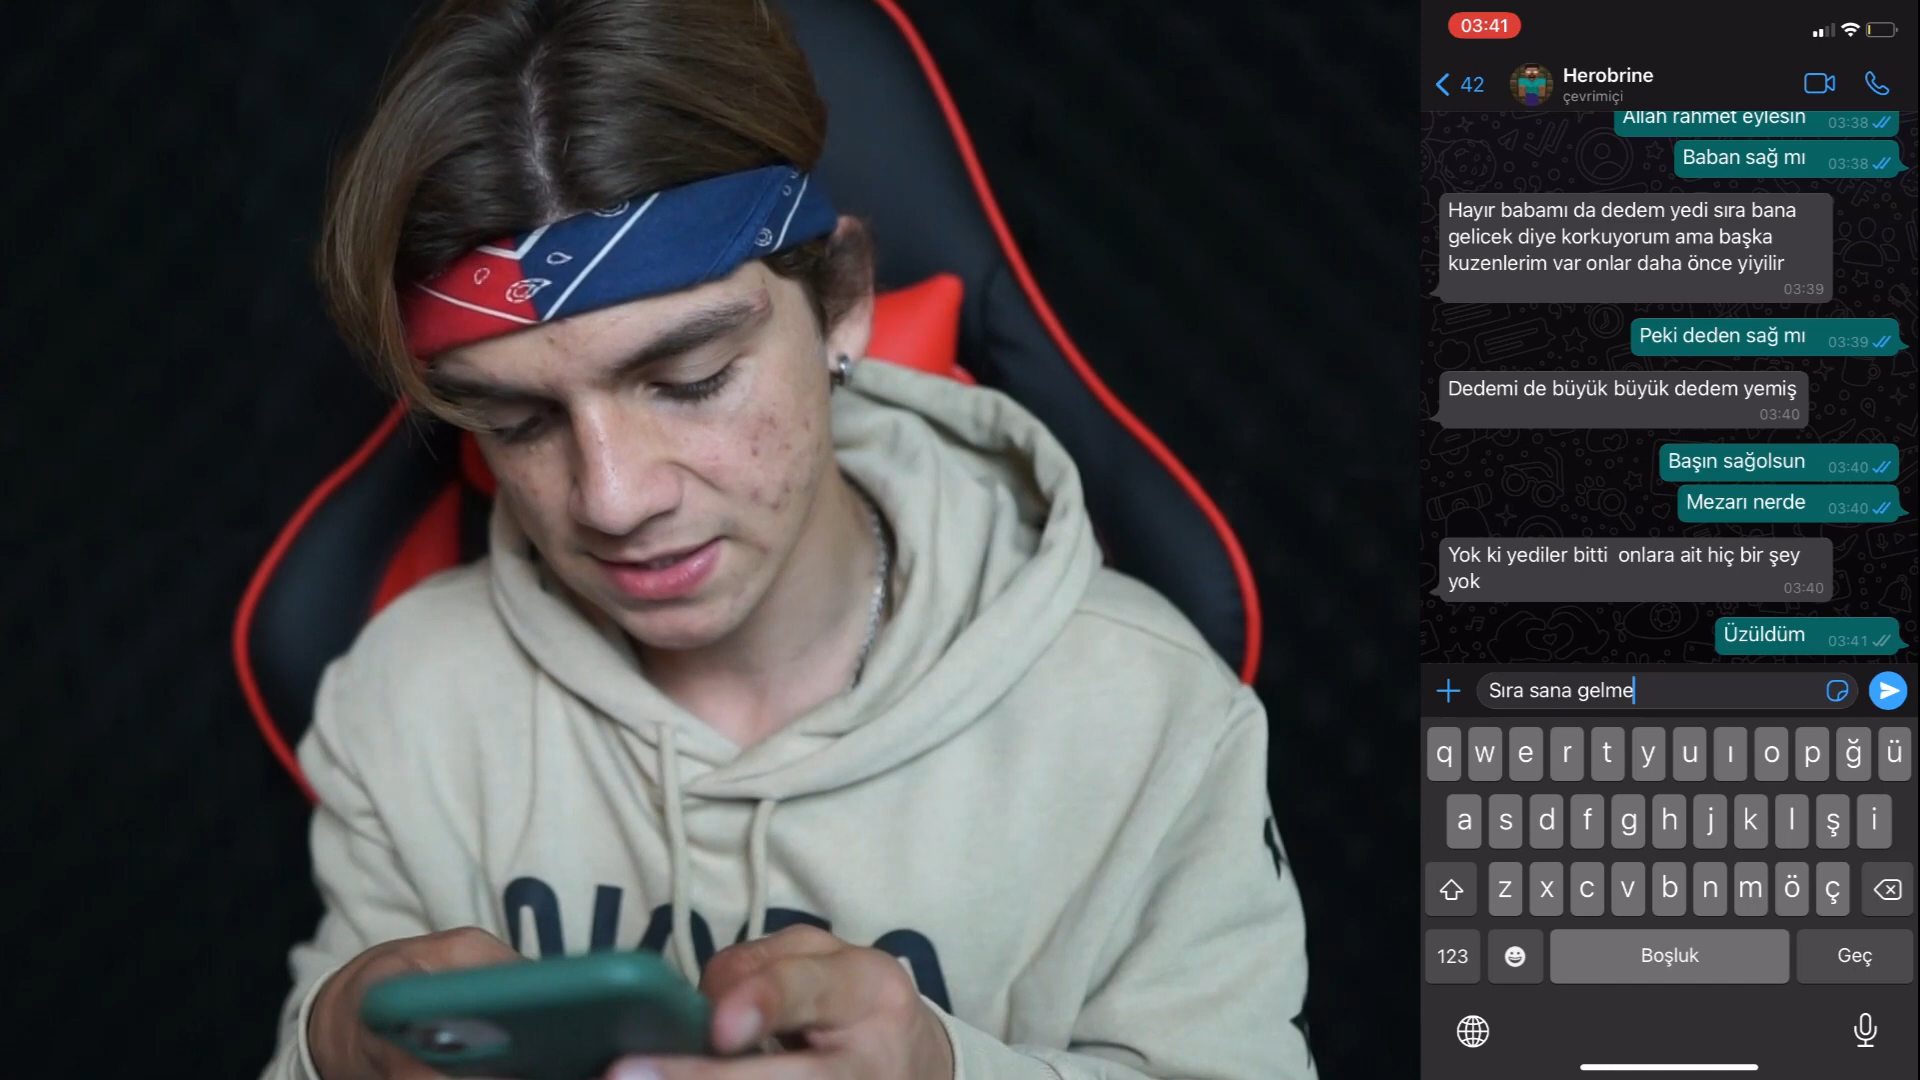 03:41
42
Herobrine
çevrimiçi
Allah rahmet eylesin 03:38
Baban sağ mı 03:38
Hayır babamı da dedem yedi sıra bana
gelicek diye korkuyorum ama başka
kuzenlerim var onlar daha önce yiyilir
03:39
Peki deden sağ mı 03:39
Dedemi de büyük büyük dedem yemiş
03:40
Başın sağolsun 03:40
Mezarı nerde 03:40
Yok ki yediler bitti onlara ait hiç bir şey
yok 03:40
Üzüldüm 03:41
Sıra sana gelme
q w e r t y u ı o p ğ ü
a s d f g h j k l ş i
z x c v b n m ö ç
123 Boşluk Geç